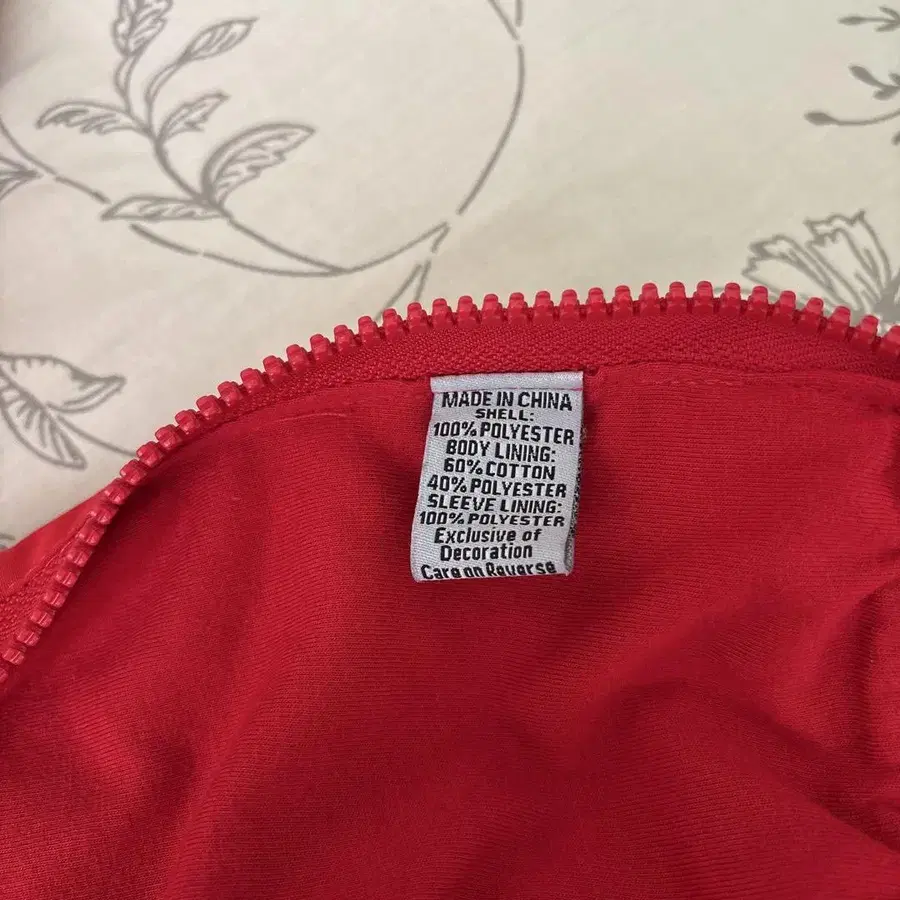 MADE IN CHINA
SHELL:
100% POLYESTER
BODY LINING:
60% COTTON
40% POLYESTER
SLEEVE LINING:
100% POLYESTER
Exclusive of
Decoration
Care on Reverse